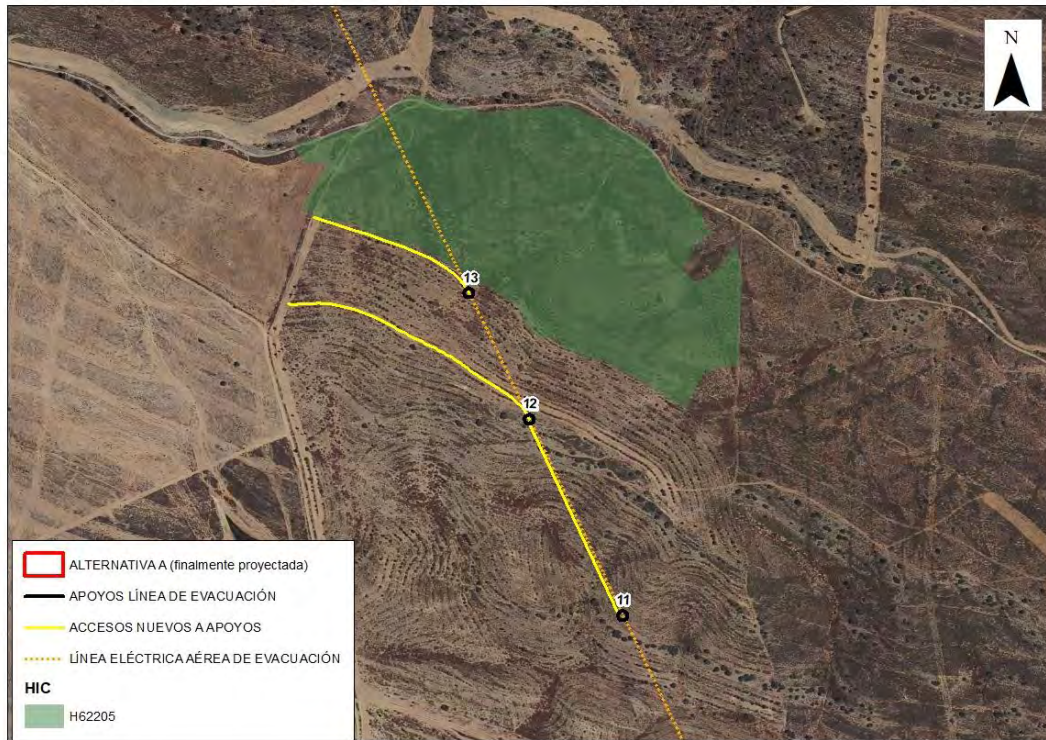 N
13
12
11
ALTERNATIVA A (finalmente proyectada)
APOYOS LÍNEA DE EVACUACIÓN
ACCESOS NUEVOS A APOYOS
LÍNEA ELÉCTRICA AÉREA DE EVACUACIÓN
HIC
H62205